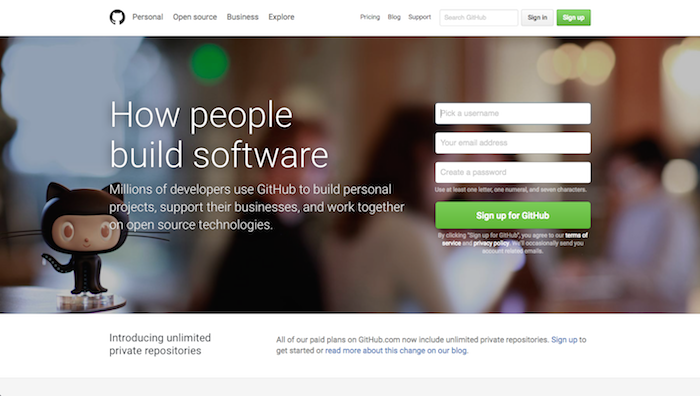 Personal Open source Business Explore Pricing Blog Support Search GitHub Sign in Sign up
How people
build software
Millions of developers use GitHub to build personal
projects, support their businesses, and work together
on open source technologies.
Pick a username
Your email address
Create a password
Use at least one letter, one numeral, and seven characters.
Sign up for GitHub
By clicking "Sign up for GitHub", you agree to our terms of
service and privacy policy. We'll occasionally send you
account related emails.
Introducing unlimited
private repositories
All of our paid plans on GitHub.com now include unlimited private repositories. Sign up to
get started or read more about this change on our blog.